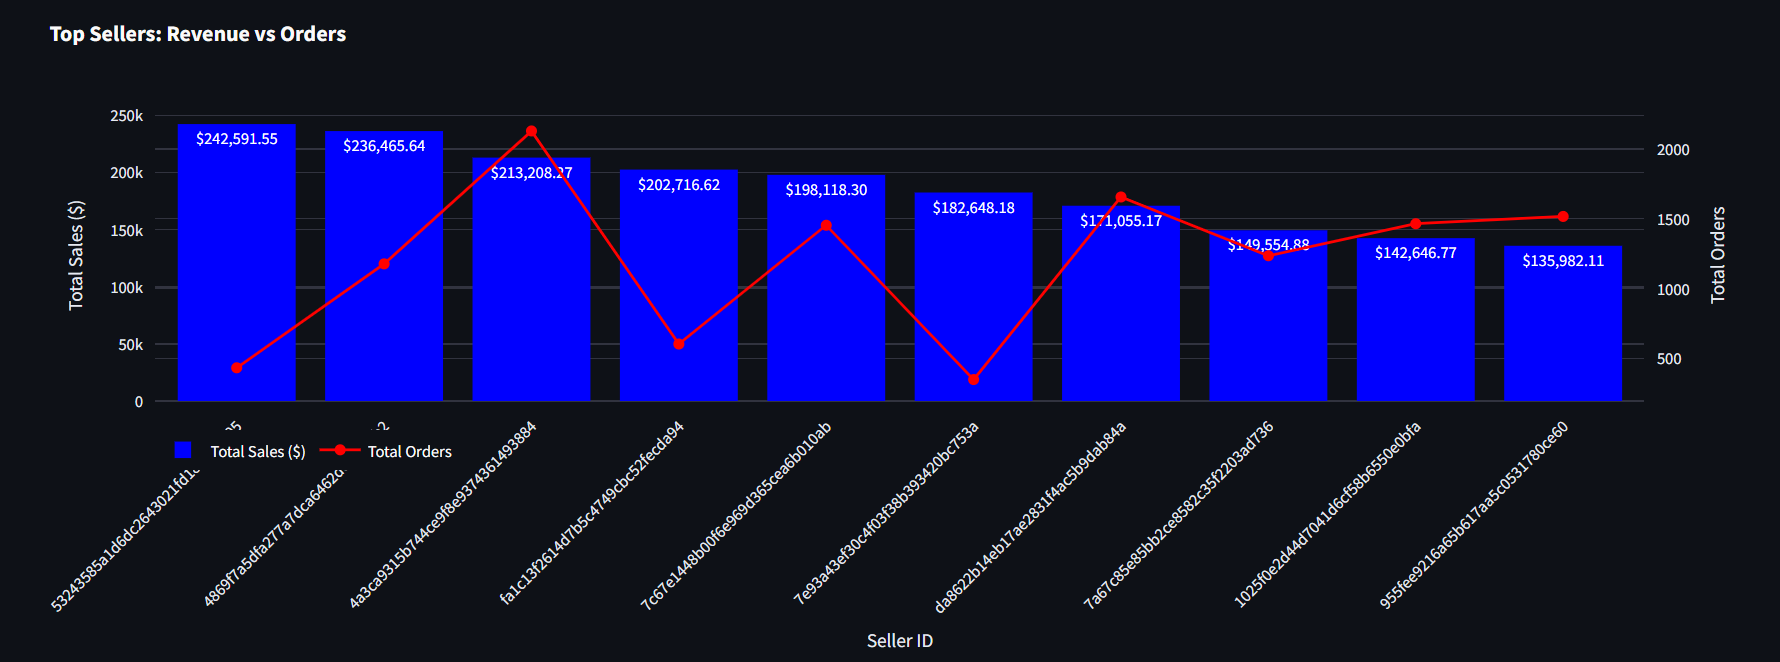 Top Sellers: Revenue vs Orders
250k
200k
150k
100k
50k
0
Total Sales ($)
$242,591.55
$236,465.64
$213,208.27
$202,716.62
$198,118.30
$182,648.18
$171,055.17
$149,554.88
$142,646.77
$135,982.11
2000
1500
1000
500
Total Orders
4a3ca9315b744ce9f8e9374361493884
fa1c13f2614d7b5c4749cbc52fecda94
7c67e1448b00f6e969d365cea6b010ab
7e93a43ef30c4f03f38b393420bc753a
da8622b14eb17ae2831f4ac5b9dab84a
7a67c85e85bb2ce8582c35f2203ad736
1025f0e2d44d7041d6cf58b6550e0bfa
955fee9216a65b617aa5c0531780ce60
Total Sales ($)
Total Orders
Seller ID